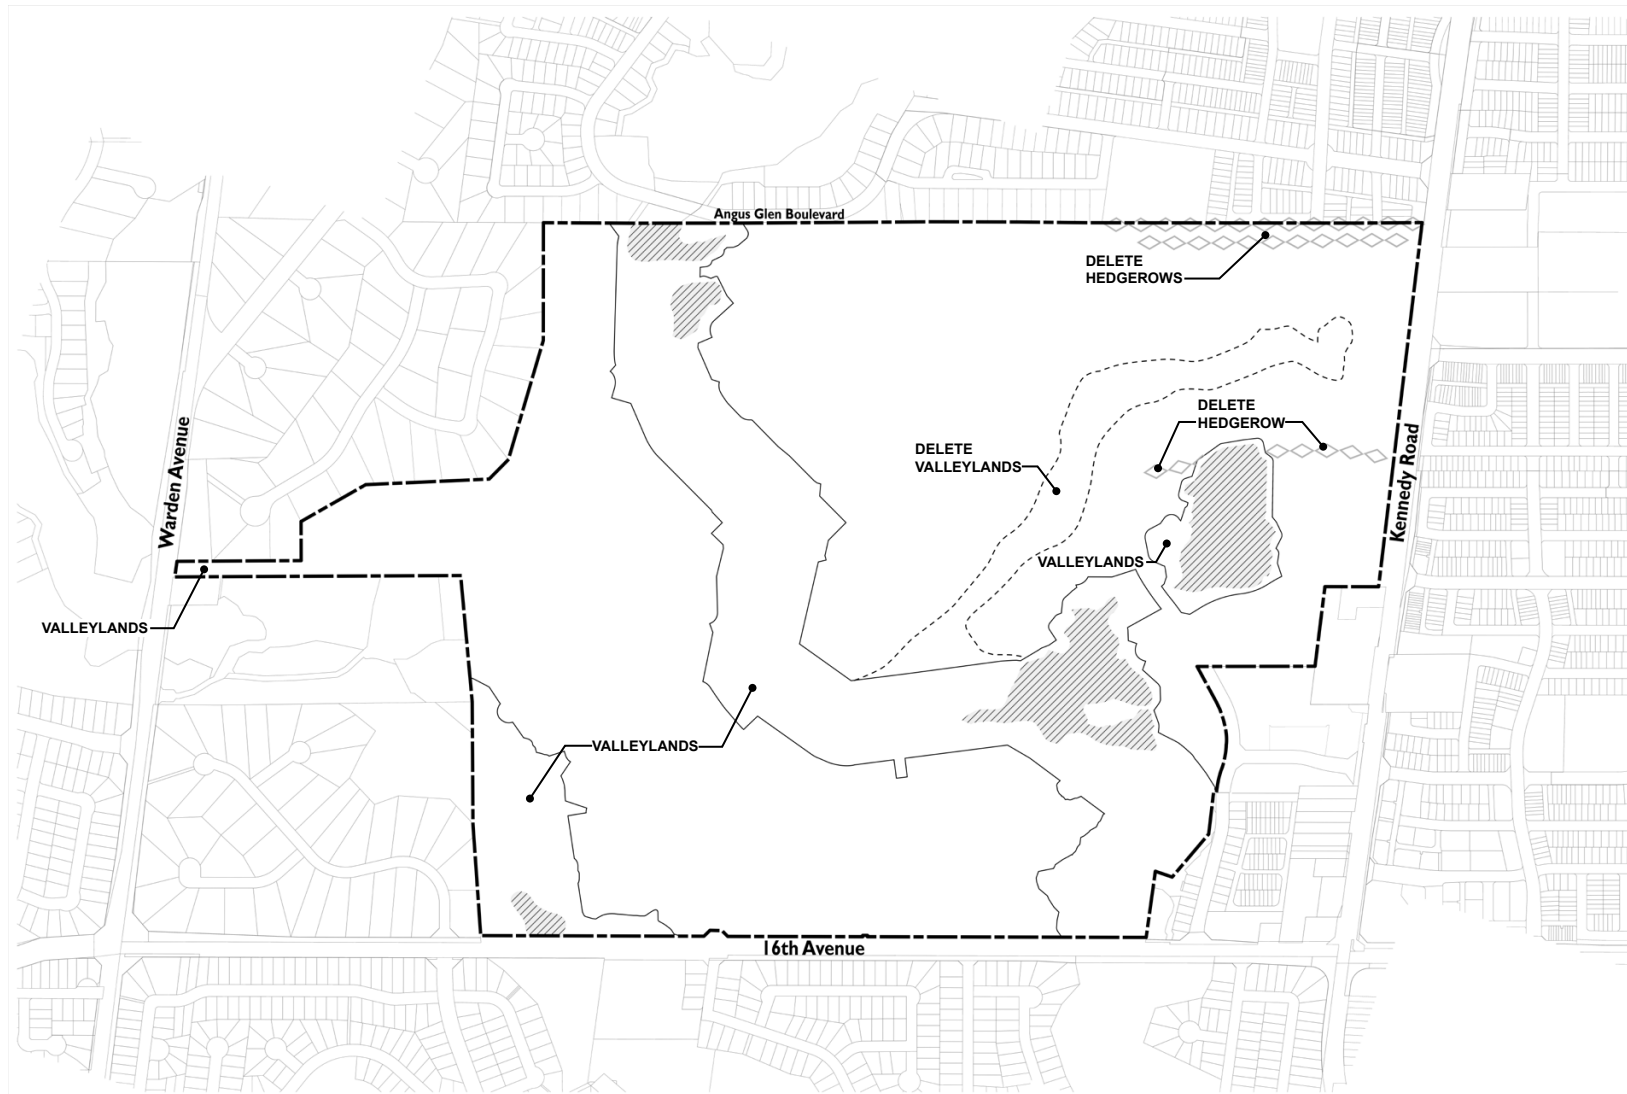 Angus Glen Boulevard
DELETE
HEDGEROWS
DELETE
HEDGEROW
DELETE
VALLEYLANDS
Warden Avenue
Kennedy Road
VALLEYLANDS
VALLEYLANDS
VALLEYLANDS
16th Avenue